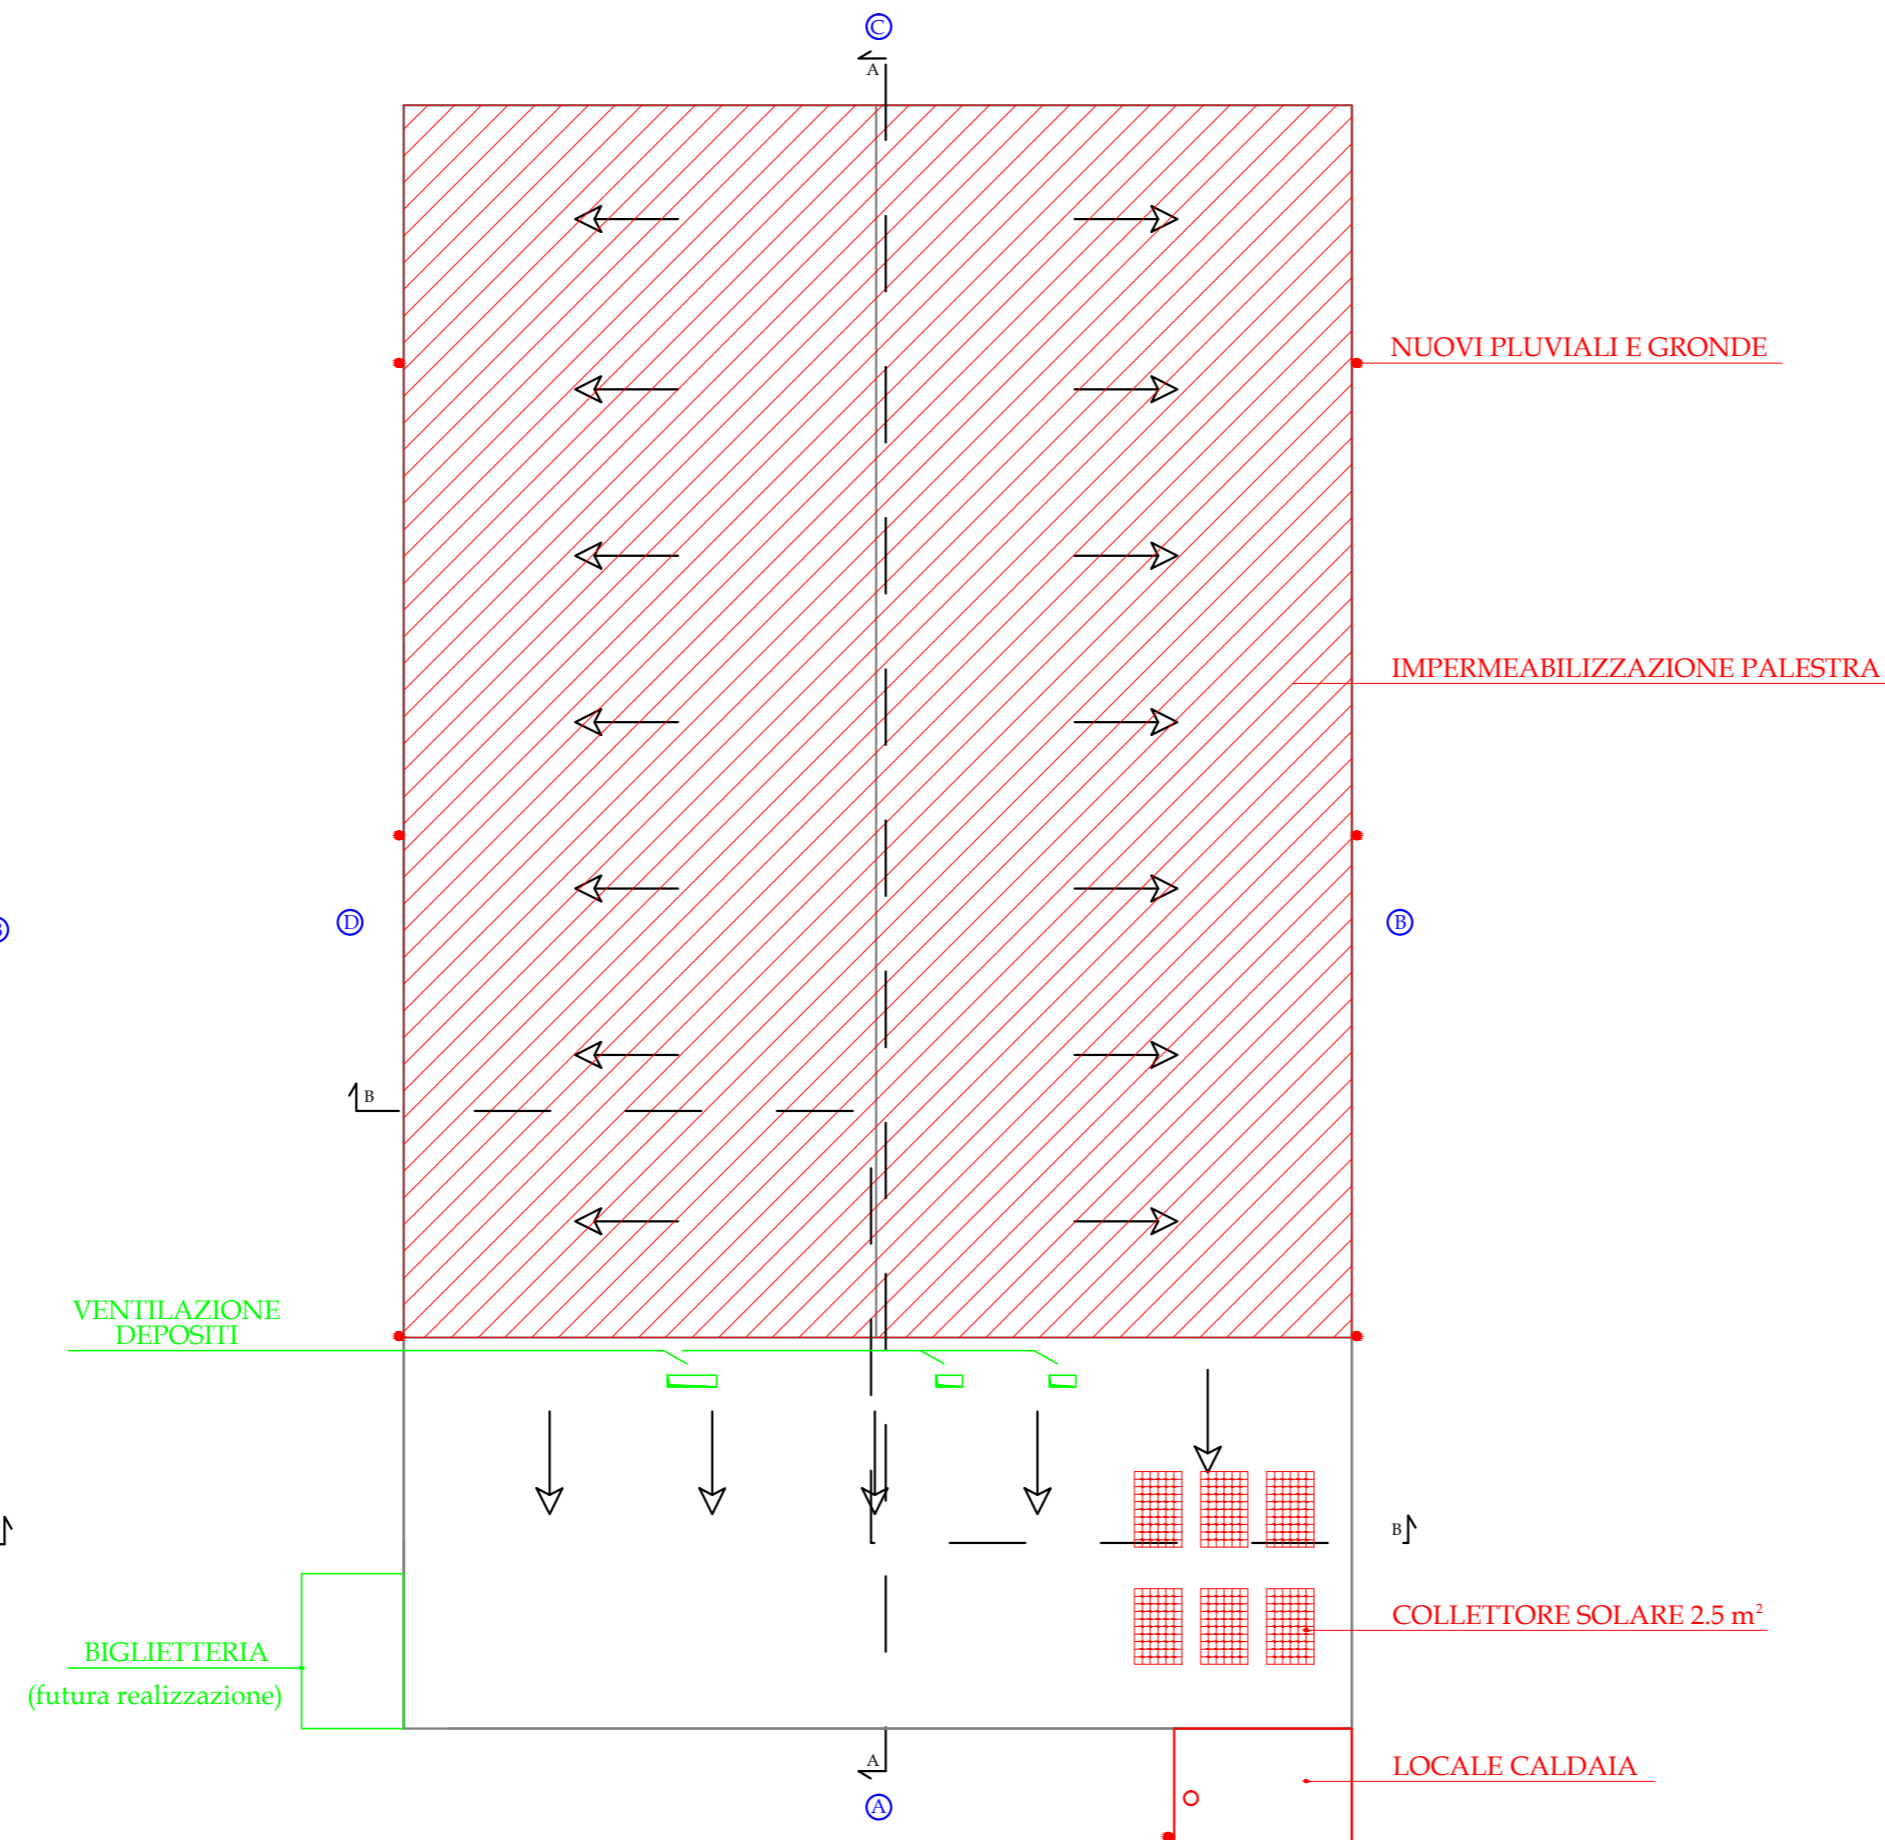 C
A
NUOVI PLUVIALI E GRONDE
IMPERMEABILIZZAZIONE PALESTRA
D
B
B
VENTILAZIONE
DEPOSITI
B
COLLETTORE SOLARE 2.5 m²
BIGLIETTERIA
(futura realizzazione)
A
LOCALE CALDAIA
A